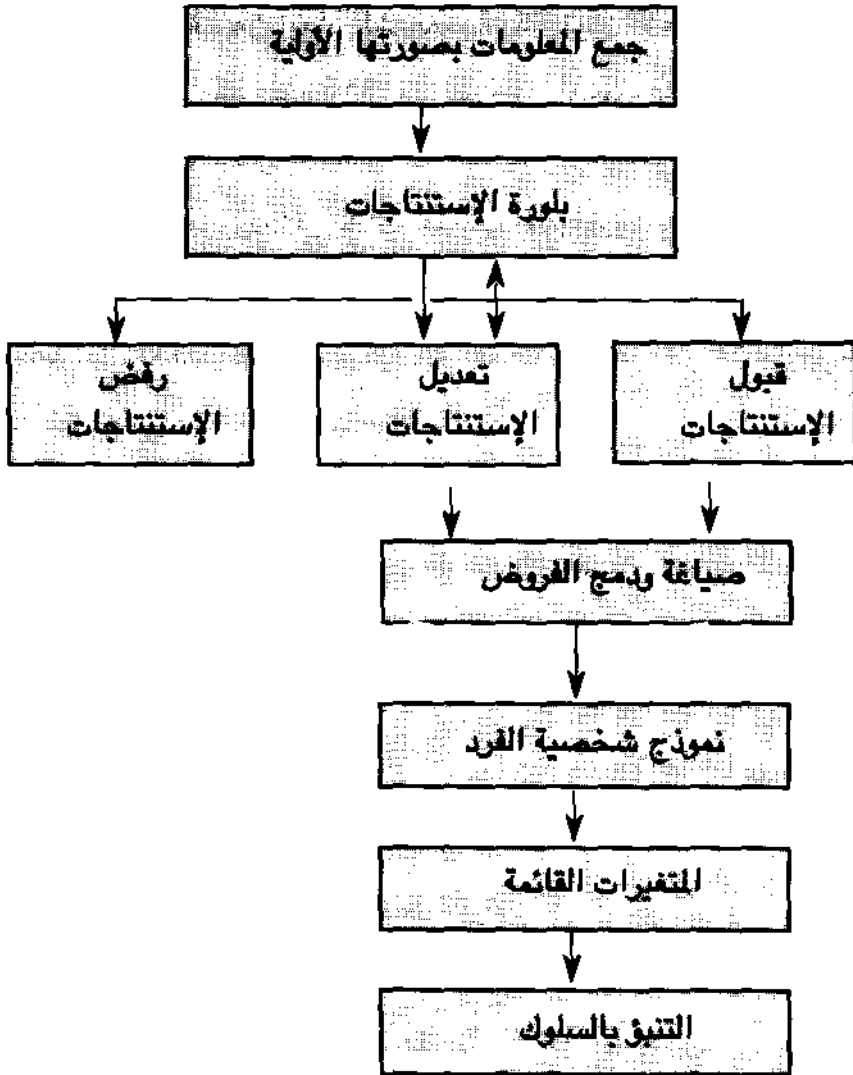 جمع المعلومات بصورتها الأولية
بلورة الإستنتاجات
قبول
الإستنتاجات
تعديل
الإستنتاجات
رفض
الإستنتاجات
صياغة ودمج الفروض
نموذج شخصية الفرد
المتغيرات القائمة
التنبؤ بالسلوك